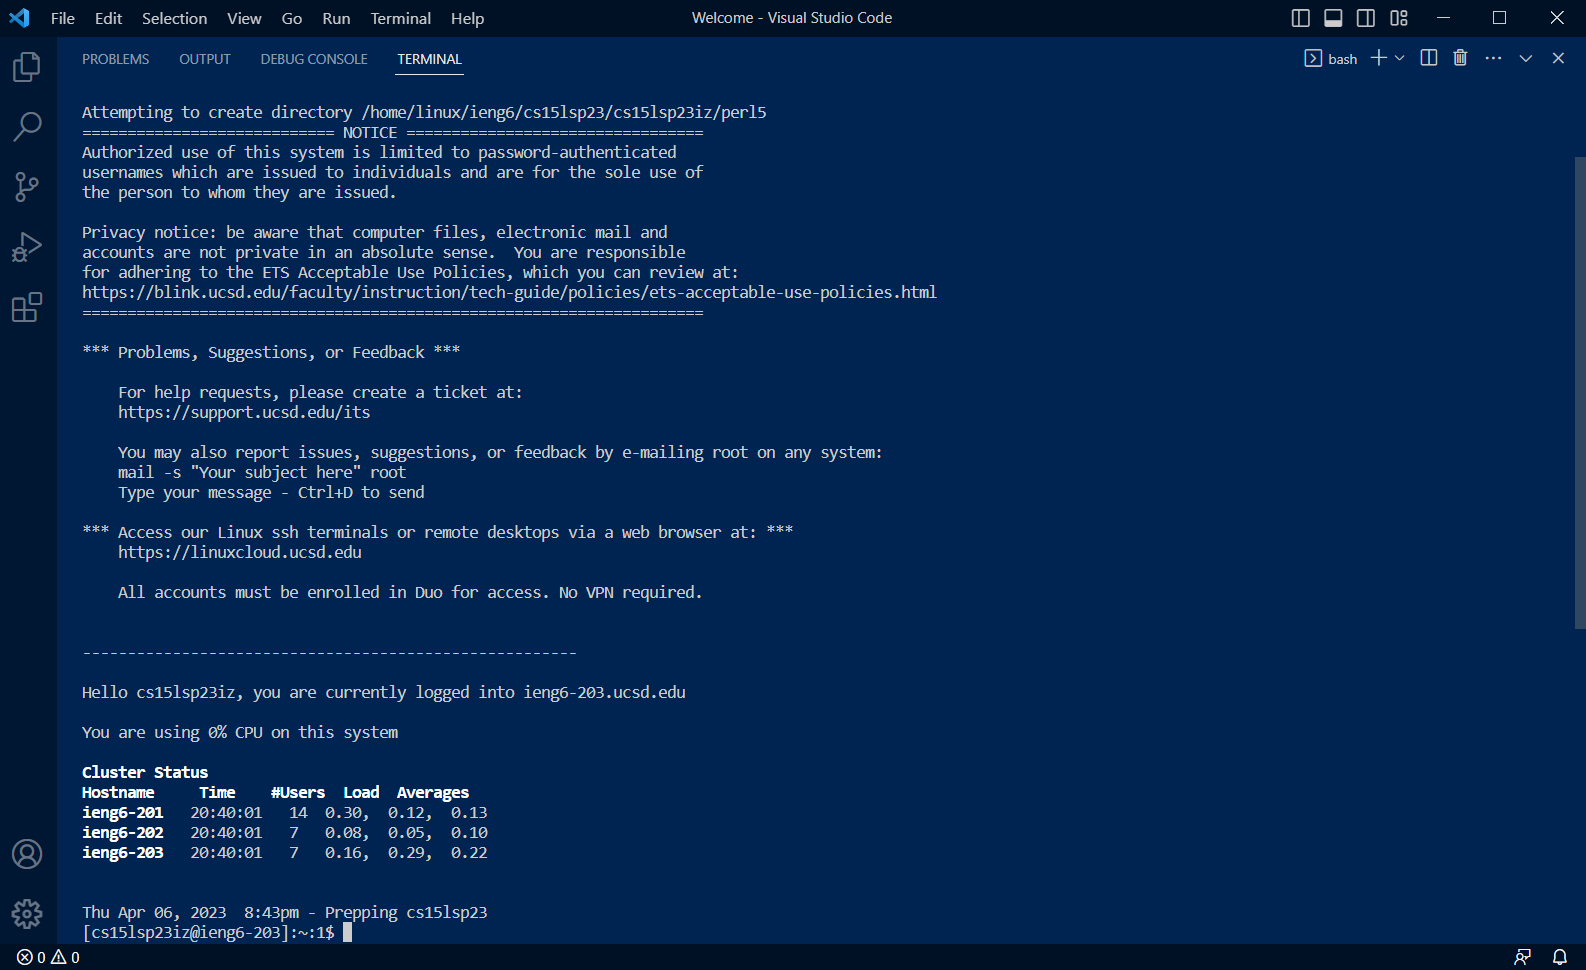 File Edit Selection View Go Run Terminal Help Welcome - Visual Studio Code
PROBLEMS OUTPUT DEBUG CONSOLE TERMINAL bash
Attempting to create directory /home/linux/ieng6/cs15lsp23/cs15lsp23iz/perl5
============================ NOTICE =================================
Authorized use of this system is limited to password-authenticated
usernames which are issued to individuals and are for the sole use of
the person to whom they are issued.
Privacy notice: be aware that computer files, electronic mail and
accounts are not private in an absolute sense.  You are responsible
for adhering to the ETS Acceptable Use Policies, which you can review at:
https://blink.ucsd.edu/faculty/instruction/tech-guide/policies/ets-acceptable-use-policies.html
=====================================================================
*** Problems, Suggestions, or Feedback ***
For help requests, please create a ticket at:
https://support.ucsd.edu/its
You may also report issues, suggestions, or feedback by e-mailing root on any system:
mail -s "Your subject here" root
Type your message - Ctrl+D to send
*** Access our Linux ssh terminals or remote desktops via a web browser at: ***
https://linuxcloud.ucsd.edu
All accounts must be enrolled in Duo for access. No VPN required.
-------------------------------------------------------
Hello cs15lsp23iz, you are currently logged into ieng6-203.ucsd.edu
You are using 0% CPU on this system
Cluster Status
Hostname     Time    #Users  Load  Averages
ieng6-201   20:40:01   14  0.30,  0.12,  0.13
ieng6-202   20:40:01   7   0.08,  0.05,  0.10
ieng6-203   20:40:01   7   0.16,  0.29,  0.22
Thu Apr 06, 2023  8:43pm - Prepping cs15lsp23
[cs15lsp23iz@ieng6-203]:~:1$
0 0